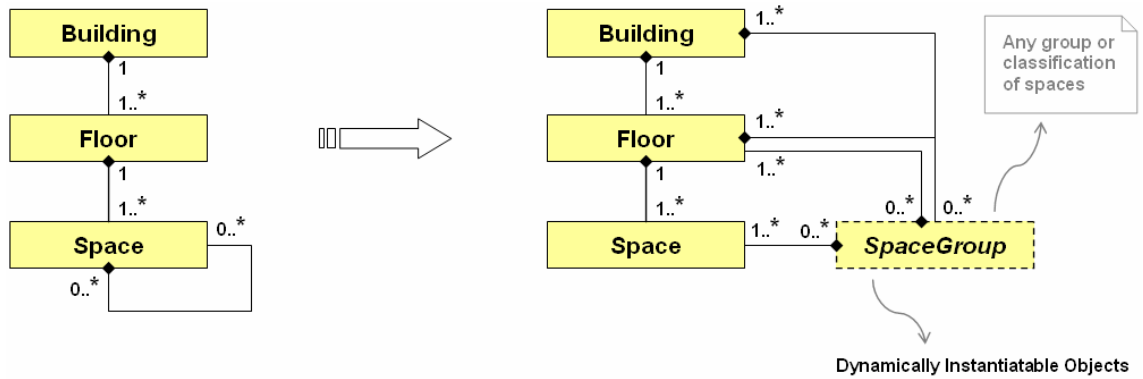 Building
1
1..*
Floor
1
1..*
0..*
Space
0..*
Building
1..*
1
1..*
Floor
1..*
1..*
1
1..*
0..*
0..*
Space
1..*
0..*
SpaceGroup
Any group or
classification
of spaces
Dynamically Instantiatable Objects